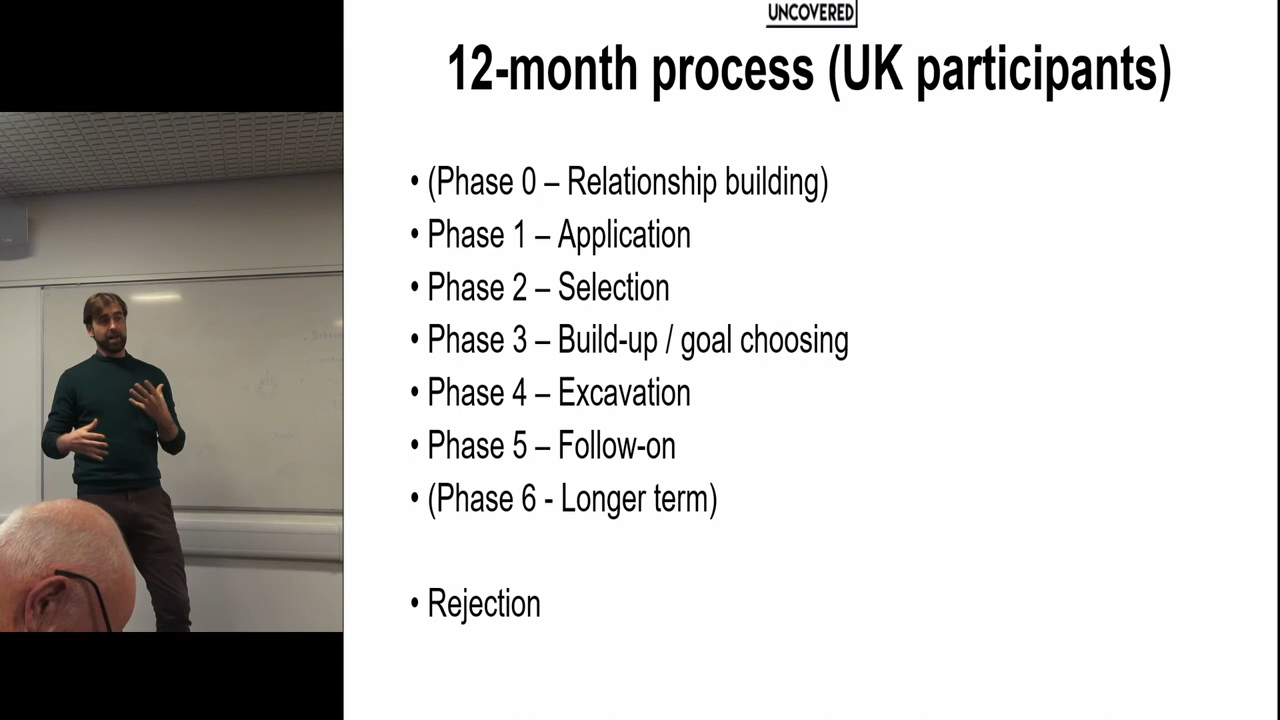 UNCOVERED
12-month process (UK participants)
• (Phase 0 – Relationship building)
• Phase 1 – Application
• Phase 2 – Selection
• Phase 3 – Build-up / goal choosing
• Phase 4 – Excavation
• Phase 5 – Follow-on
• (Phase 6 - Longer term)
• Rejection